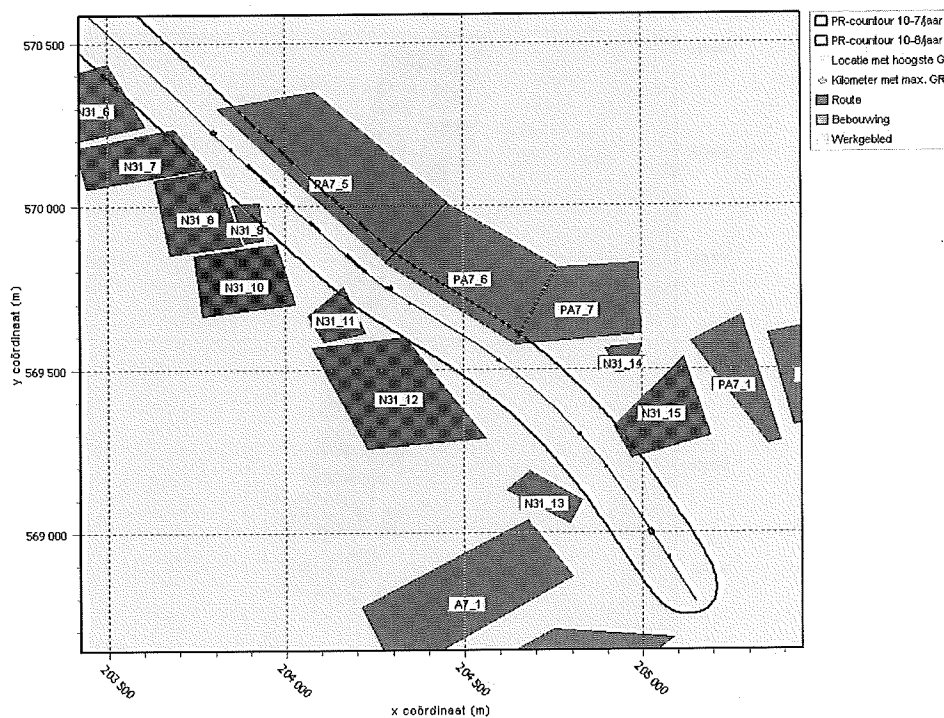 PR-countour 10-7/jaar
PR-countour 10-8/jaar
Locatie met hoogste G
Kilometer met max. GR
Route
Bebouwing
Werkgebied
y coördinaat (m)
570 500
570 000
569 500
569 000
N31_6
N31_7
N31_8
N31_9
N31_10
N31_11
N31_12
N31_13
N31_14
N31_15
PA7_5
PA7_6
PA7_7
PA7_1
A7_1
203 500
204 000
204 500
205 000
x coördinaat (m)